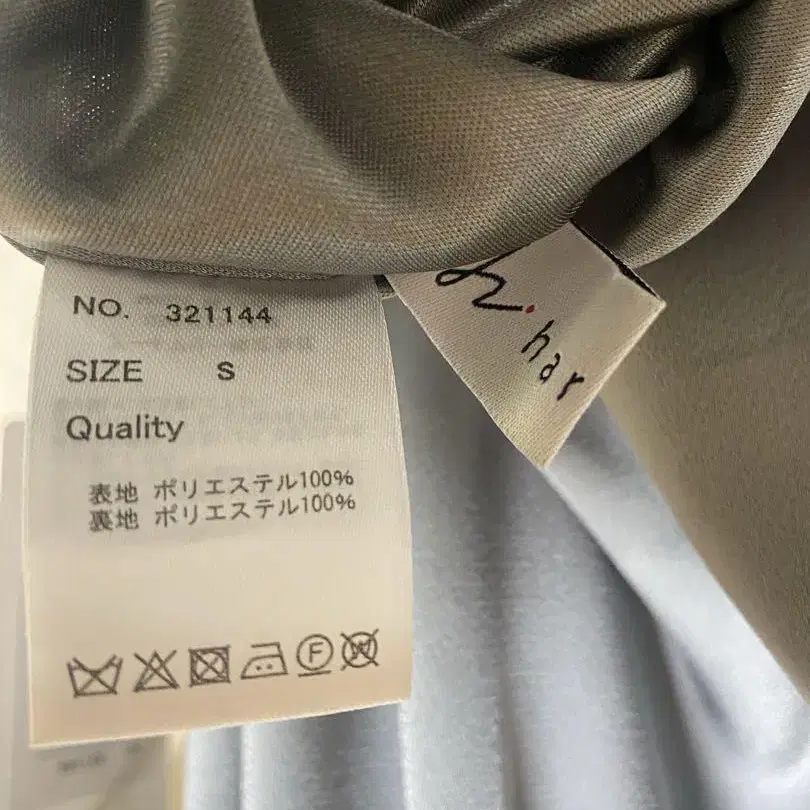 NO. 321144
SIZE S
Quality
表地 ポリエステル100%
裏地 ポリエステル100%
F
W
har